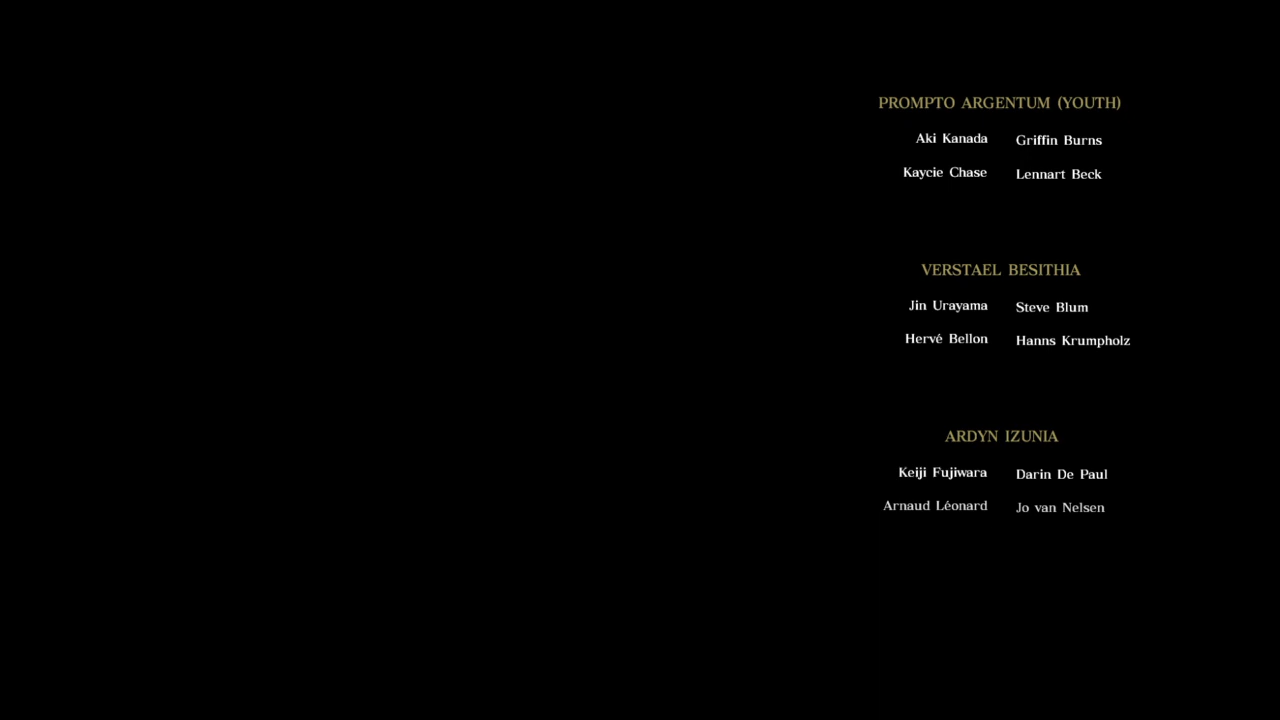 PROMPTO ARGENTUM (YOUTH)
Aki Kanada Griffin Burns
Kaycie Chase Lennart Beck
VERSTAEL BESITHIA
Jin Urayama Steve Blum
Hervé Bellon Hanns Krumpholz
ARDYN IZUNIA
Keiji Fujiwara Darin De Paul
Arnaud Léonard Jo van Nelsen